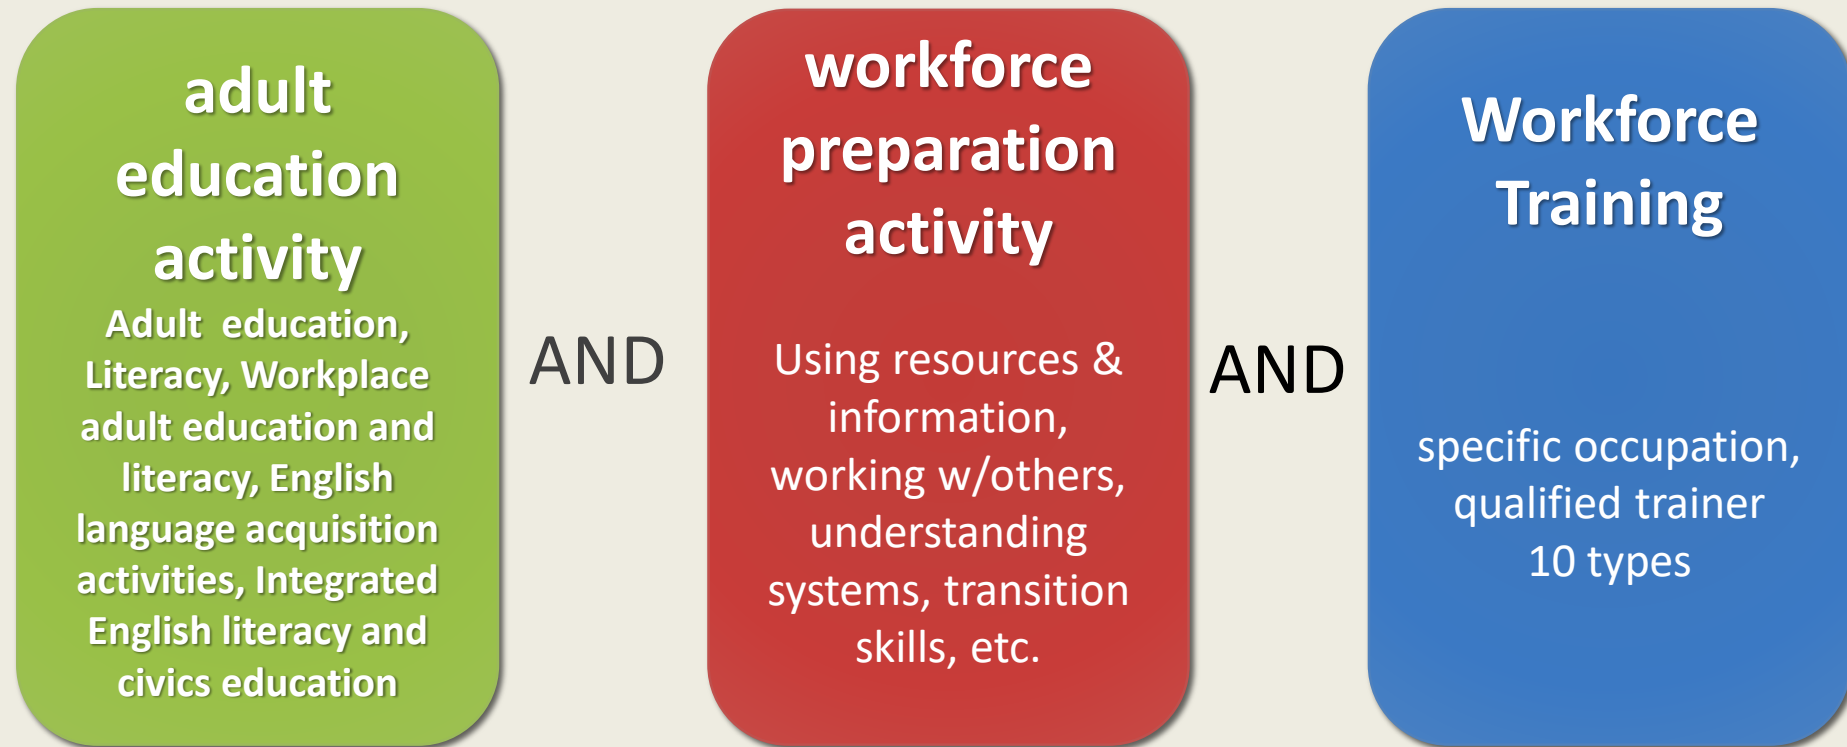 adult
education
activity
Adult education,
Literacy, Workplace
adult education and
literacy, English
language acquisition
activities, Integrated
English literacy and
civics education
AND
workforce
preparation
activity
Using resources &
information,
working w/others,
understanding
systems, transition
skills, etc.
AND
Workforce
Training
specific occupation,
qualified trainer
10 types